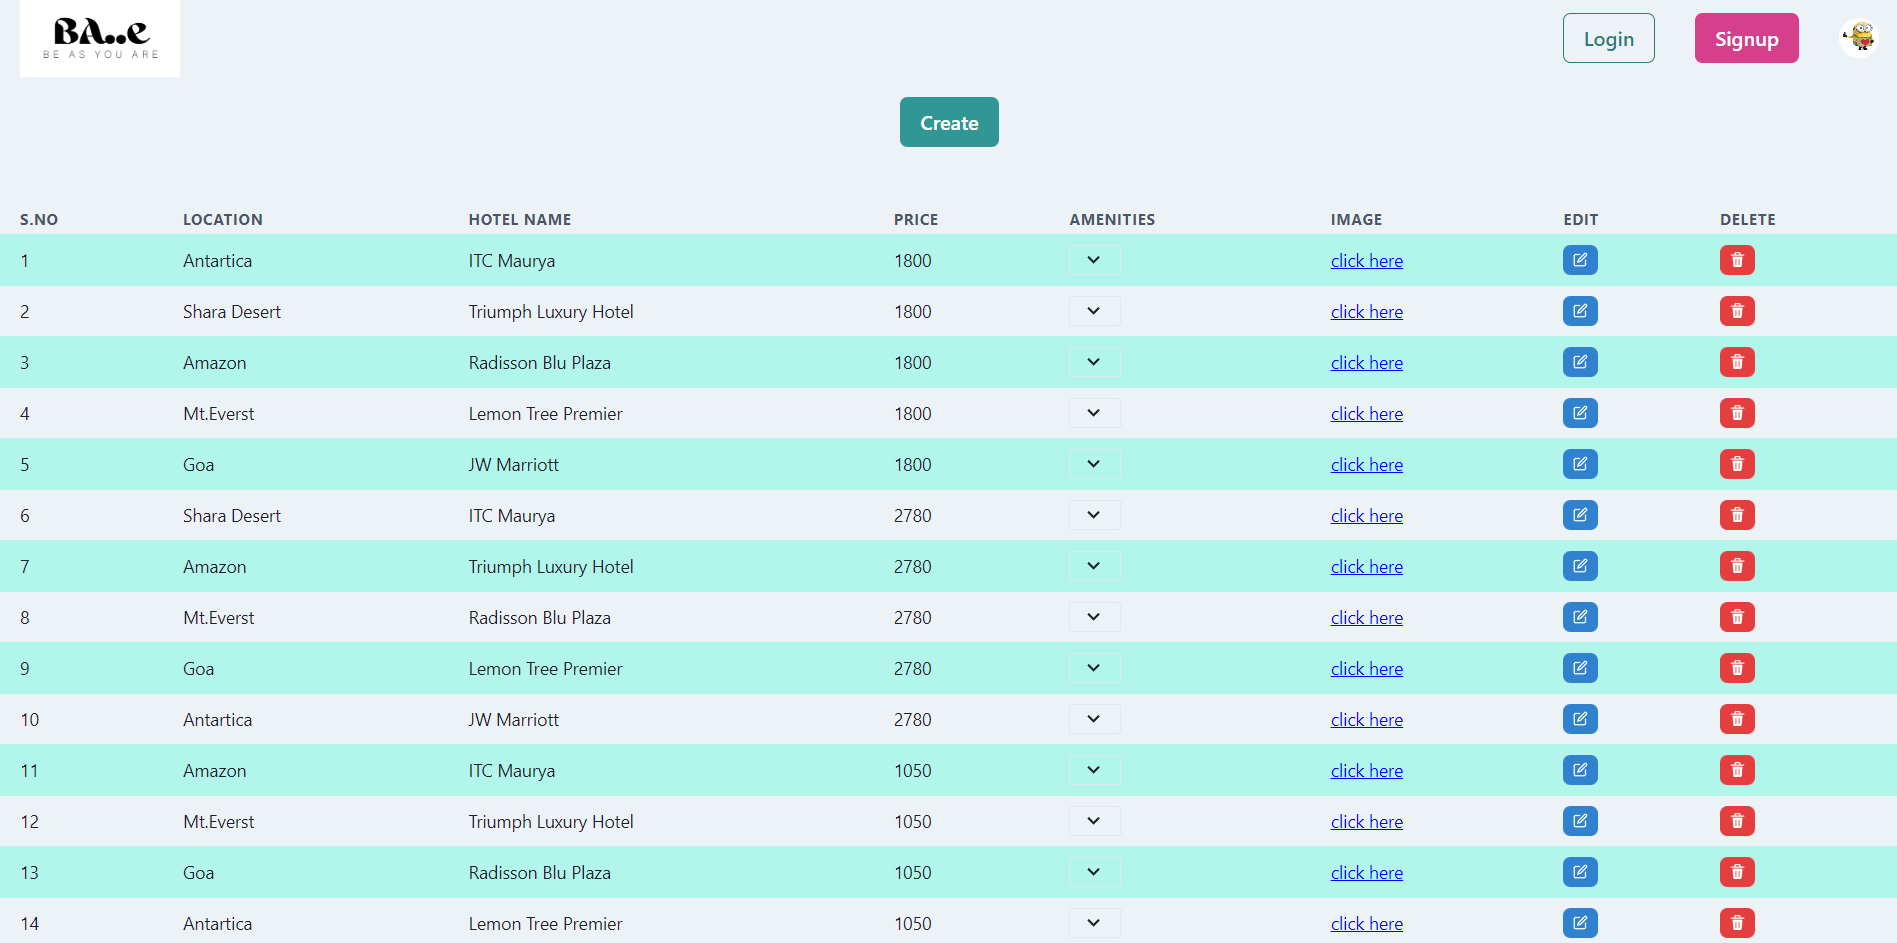 BA..e
BE AS YOU ARE
Login Signup
Create
S.NO LOCATION HOTEL NAME PRICE AMENITIES IMAGE EDIT DELETE
1 Antartica ITC Maurya 1800 click here
2 Shara Desert Triumph Luxury Hotel 1800 click here
3 Amazon Radisson Blu Plaza 1800 click here
4 Mt.Everst Lemon Tree Premier 1800 click here
5 Goa JW Marriott 1800 click here
6 Shara Desert ITC Maurya 2780 click here
7 Amazon Triumph Luxury Hotel 2780 click here
8 Mt.Everst Radisson Blu Plaza 2780 click here
9 Goa Lemon Tree Premier 2780 click here
10 Antartica JW Marriott 2780 click here
11 Amazon ITC Maurya 1050 click here
12 Mt.Everst Triumph Luxury Hotel 1050 click here
13 Goa Radisson Blu Plaza 1050 click here
14 Antartica Lemon Tree Premier 1050 click here